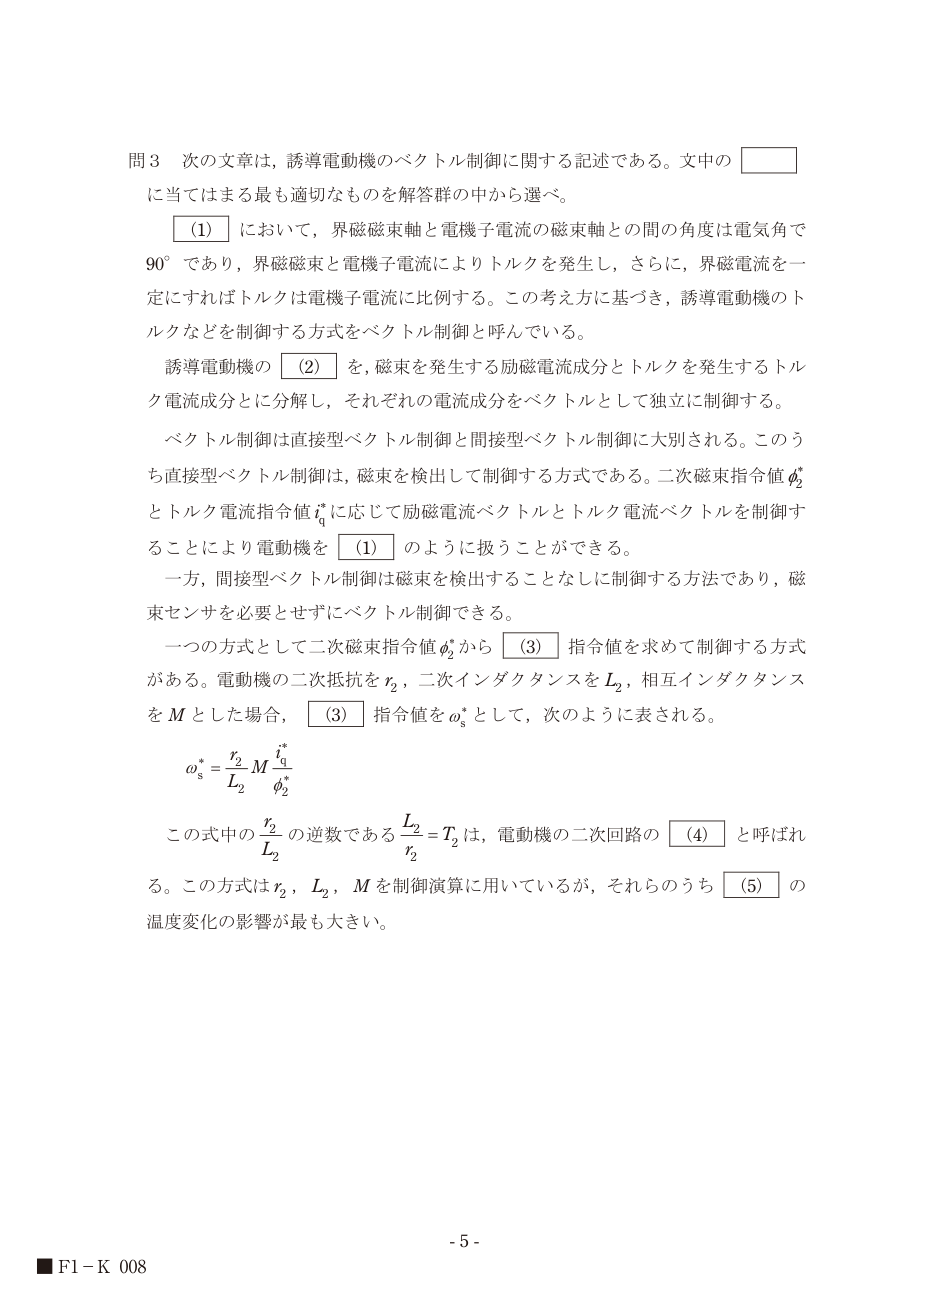 問３　次の文章は，誘導電動機のベクトル制御に関する記述である。文中の
に当てはまる最も適切なものを解答群の中から選べ。
(1) において，界磁磁束軸と電機子電流の磁束軸との間の角度は電気角で
90°であり，界磁磁束と電機子電流によりトルクを発生し，さらに，界磁電流を一
定にすればトルクは電機子電流に比例する。この考え方に基づき，誘導電動機のト
ルクなどを制御する方式をベクトル制御と呼んでいる。
誘導電動機の (2) を，磁束を発生する励磁電流成分とトルクを発生するトル
ク電流成分とに分解し，それぞれの電流成分をベクトルとして独立に制御する。
ベクトル制御は直接型ベクトル制御と間接型ベクトル制御に大別される。このう
ち直接型ベクトル制御は，磁束を検出して制御する方式である。二次磁束指令値ϕ₂*
とトルク電流指令値 i_q* に応じて励磁電流ベクトルとトルク電流ベクトルを制御す
ることにより電動機を (1) のように扱うことができる。
一方，間接型ベクトル制御は磁束を検出することなしに制御する方法であり，磁
束センサを必要とせずにベクトル制御できる。
一つの方式として二次磁束指令値ϕ₂*から (3) 指令値を求めて制御する方式
がある。電動機の二次抵抗を r₂，二次インダクタンスを L₂，相互インダクタンス
を M とした場合， (3) 指令値を ω_s* として，次のように表される。
ω_s* = r₂/L₂ M i_q*/ϕ₂*
この式中の r₂/L₂ の逆数である L₂/r₂ = T₂ は，電動機の二次回路の (4) と呼ばれ
る。この方式は r₂， L₂， M を制御演算に用いているが，それらのうち (5) の
温度変化の影響が最も大きい。
- 5 -
■ F1－K 008